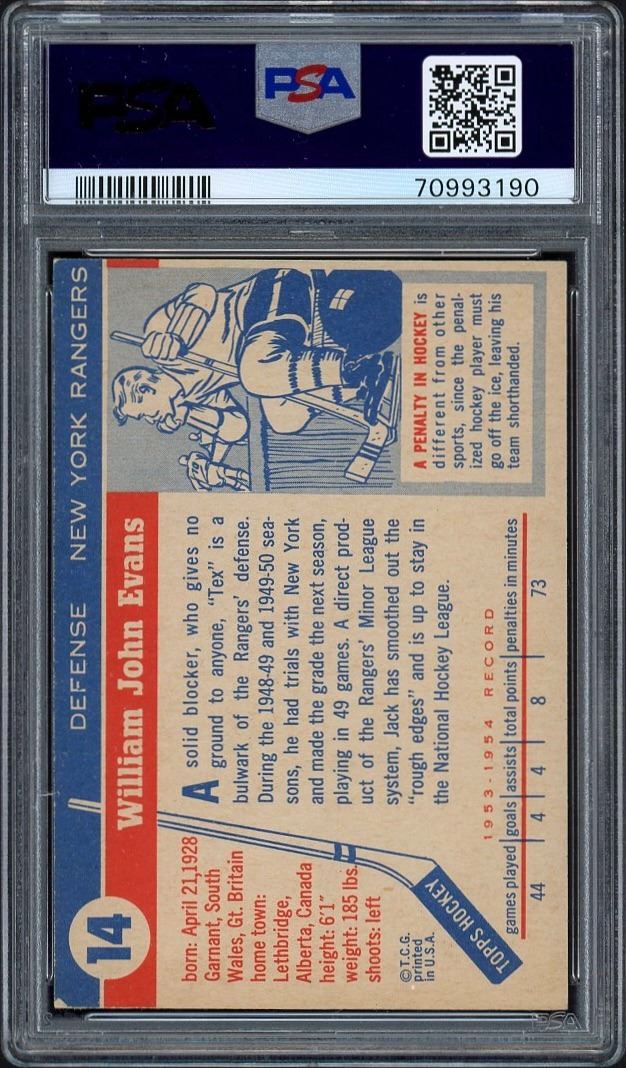 PSA
PSA
70993190
DEFENSE NEW YORK RANGERS
14
William John Evans
born: April 21,1928
Garnant, South
Wales, Gt. Britain
home town:
Lethbridge,
Alberta, Canada
height: 6'1"
weight: 185 lbs.
shoots: left
©T.C.G.
printed
in U.S.A.
TOPPS HOCKEY
A solid blocker, who gives no
ground to anyone, "Tex" is a
bulwark of the Rangers' defense.
During the 1948-49 and 1949-50 sea-
sons, he had trials with New York
and made the grade the next season,
playing in 49 games. A direct prod-
uct of the Rangers' Minor League
system, Jack has smoothed out the
"rough edges" and is up to stay in
the National Hockey League.
1953-1954 RECORD
games played goals assists total points penalties in minutes
44 4 4 8 73
A PENALTY IN HOCKEY is
different from other
sports, since the penal-
ized hockey player must
go off the ice, leaving his
team shorthanded.
PSA